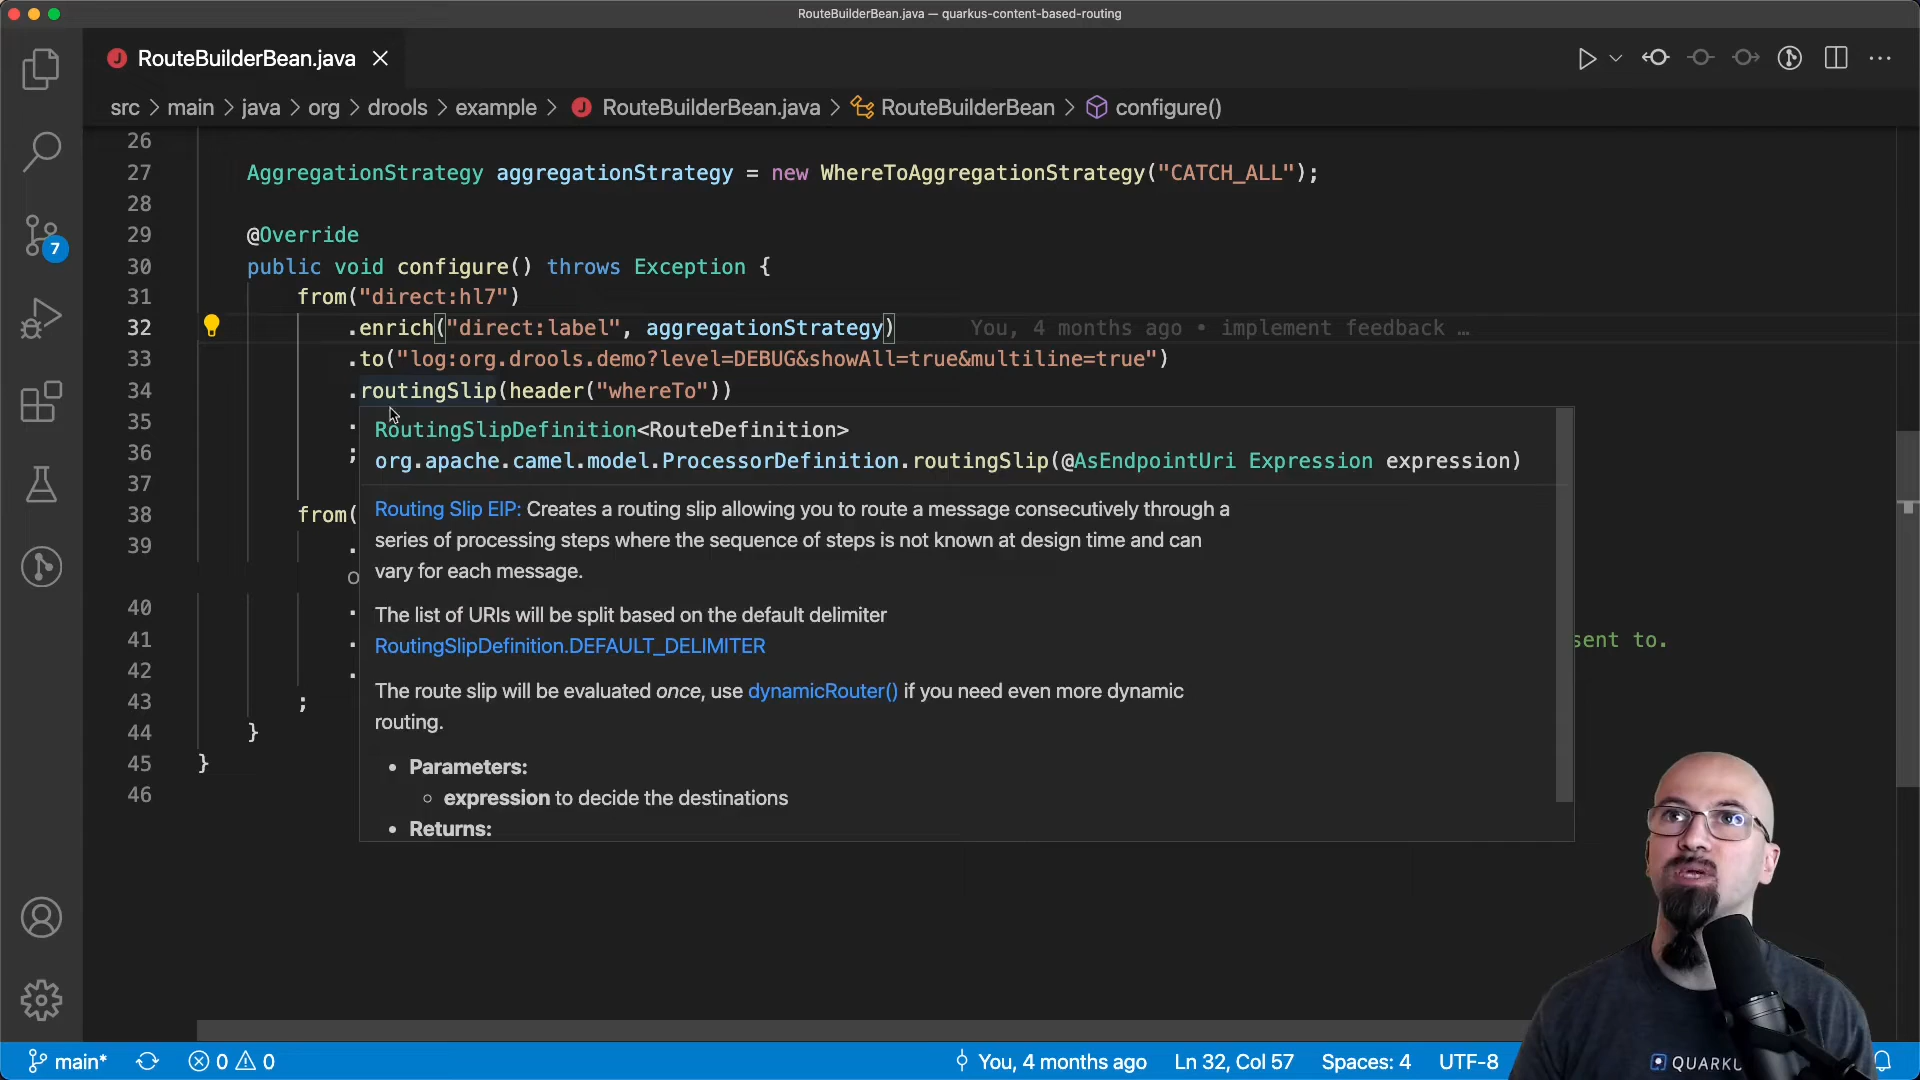 RouteBuilderBean.java — quarkus-content-based-routing
RouteBuilderBean.java
src > main > java > org > drools > example > RouteBuilderBean.java > RouteBuilderBean > configure()
26
27 AggregationStrategy aggregationStrategy = new WhereToAggregationStrategy("CATCH_ALL");
28
29 @Override
30 public void configure() throws Exception {
31 from("direct:hl7")
32 .enrich("direct:label", aggregationStrategy) You, 4 months ago • implement feedback …
33 .to("log:org.drools.demo?level=DEBUG&showAll=true&multiline=true")
34 .routingSlip(header("whereTo"))
35 .
36 ;
37
38 from(
39 .
o
40 .
41 . sent to.
42 .
43 ;
44 }
45 }
46
RoutingSlipDefinition<RouteDefinition>
org.apache.camel.model.ProcessorDefinition.routingSlip(@AsEndpointUri Expression expression)
Routing Slip EIP: Creates a routing slip allowing you to route a message consecutively through a
series of processing steps where the sequence of steps is not known at design time and can
vary for each message.
The list of URIs will be split based on the default delimiter
RoutingSlipDefinition.DEFAULT_DELIMITER
The route slip will be evaluated once, use dynamicRouter() if you need even more dynamic
routing.
• Parameters:
○ expression to decide the destinations
• Returns:
7
main* 0 0 You, 4 months ago Ln 32, Col 57 Spaces: 4 UTF-8